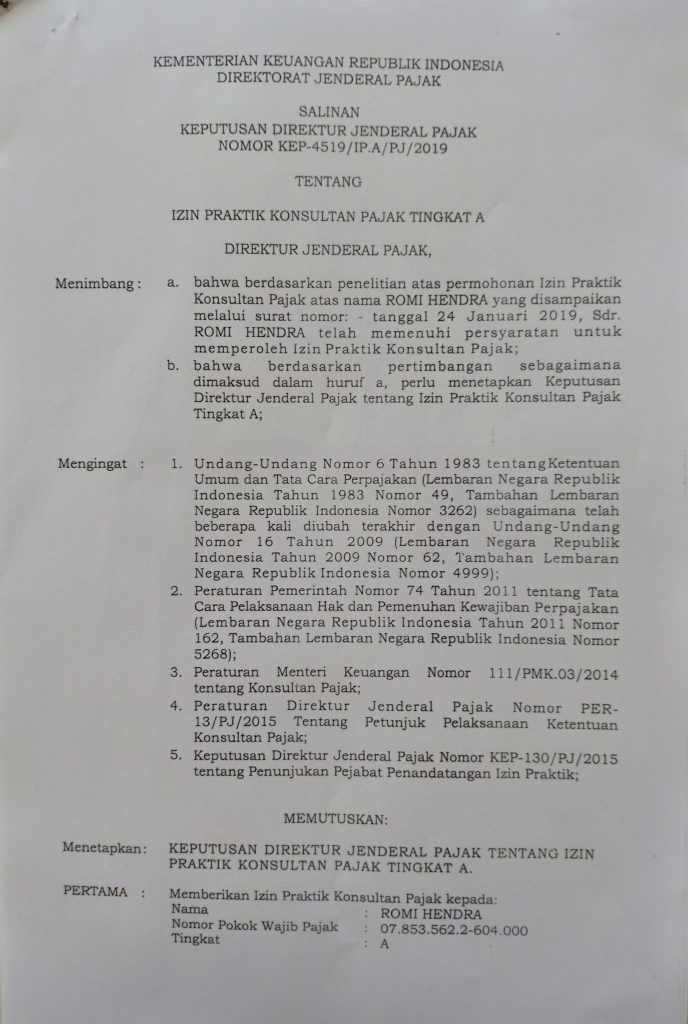 KEMENTERIAN KEUANGAN REPUBLIK INDONESIA
DIREKTORAT JENDERAL PAJAK
SALINAN
KEPUTUSAN DIREKTUR JENDERAL PAJAK
NOMOR KEP-4519/IP.A/PJ/2019
TENTANG
IZIN PRAKTIK KONSULTAN PAJAK TINGKAT A
DIREKTUR JENDERAL PAJAK,
Menimbang : a. bahwa berdasarkan penelitian atas permohonan Izin Praktik
Konsultan Pajak atas nama ROMI HENDRA yang disampaikan
melalui surat nomor: - tanggal 24 Januari 2019, Sdr.
ROMI HENDRA telah memenuhi persyaratan untuk
memperoleh Izin Praktik Konsultan Pajak;
b. bahwa berdasarkan pertimbangan sebagaimana
dimaksud dalam huruf a, perlu menetapkan Keputusan
Direktur Jenderal Pajak tentang Izin Praktik Konsultan Pajak
Tingkat A;
Mengingat : 1. Undang-Undang Nomor 6 Tahun 1983 tentang Ketentuan
Umum dan Tata Cara Perpajakan (Lembaran Negara Republik
Indonesia Tahun 1983 Nomor 49, Tambahan Lembaran
Negara Republik Indonesia Nomor 3262) sebagaimana telah
beberapa kali diubah terakhir dengan Undang-Undang
Nomor 16 Tahun 2009 (Lembaran Negara Republik
Indonesia Tahun 2009 Nomor 62, Tambahan Lembaran
Negara Republik Indonesia Nomor 4999);
2. Peraturan Pemerintah Nomor 74 Tahun 2011 tentang Tata
Cara Pelaksanaan Hak dan Pemenuhan Kewajiban Perpajakan
(Lembaran Negara Republik Indonesia Tahun 2011 Nomor
162, Tambahan Lembaran Negara Republik Indonesia Nomor
5268);
3. Peraturan Menteri Keuangan Nomor 111/PMK.03/2014
tentang Konsultan Pajak;
4. Peraturan Direktur Jenderal Pajak Nomor PER-
13/PJ/2015 Tentang Petunjuk Pelaksanaan Ketentuan
Konsultan Pajak;
5. Keputusan Direktur Jenderal Pajak Nomor KEP-130/PJ/2015
tentang Penunjukan Pejabat Penandatangan Izin Praktik;
MEMUTUSKAN:
Menetapkan: KEPUTUSAN DIREKTUR JENDERAL PAJAK TENTANG IZIN
PRAKTIK KONSULTAN PAJAK TINGKAT A.
PERTAMA : Memberikan Izin Praktik Konsultan Pajak kepada:
Nama : ROMI HENDRA
Nomor Pokok Wajib Pajak : 07.853.562.2-604.000
Tingkat : A